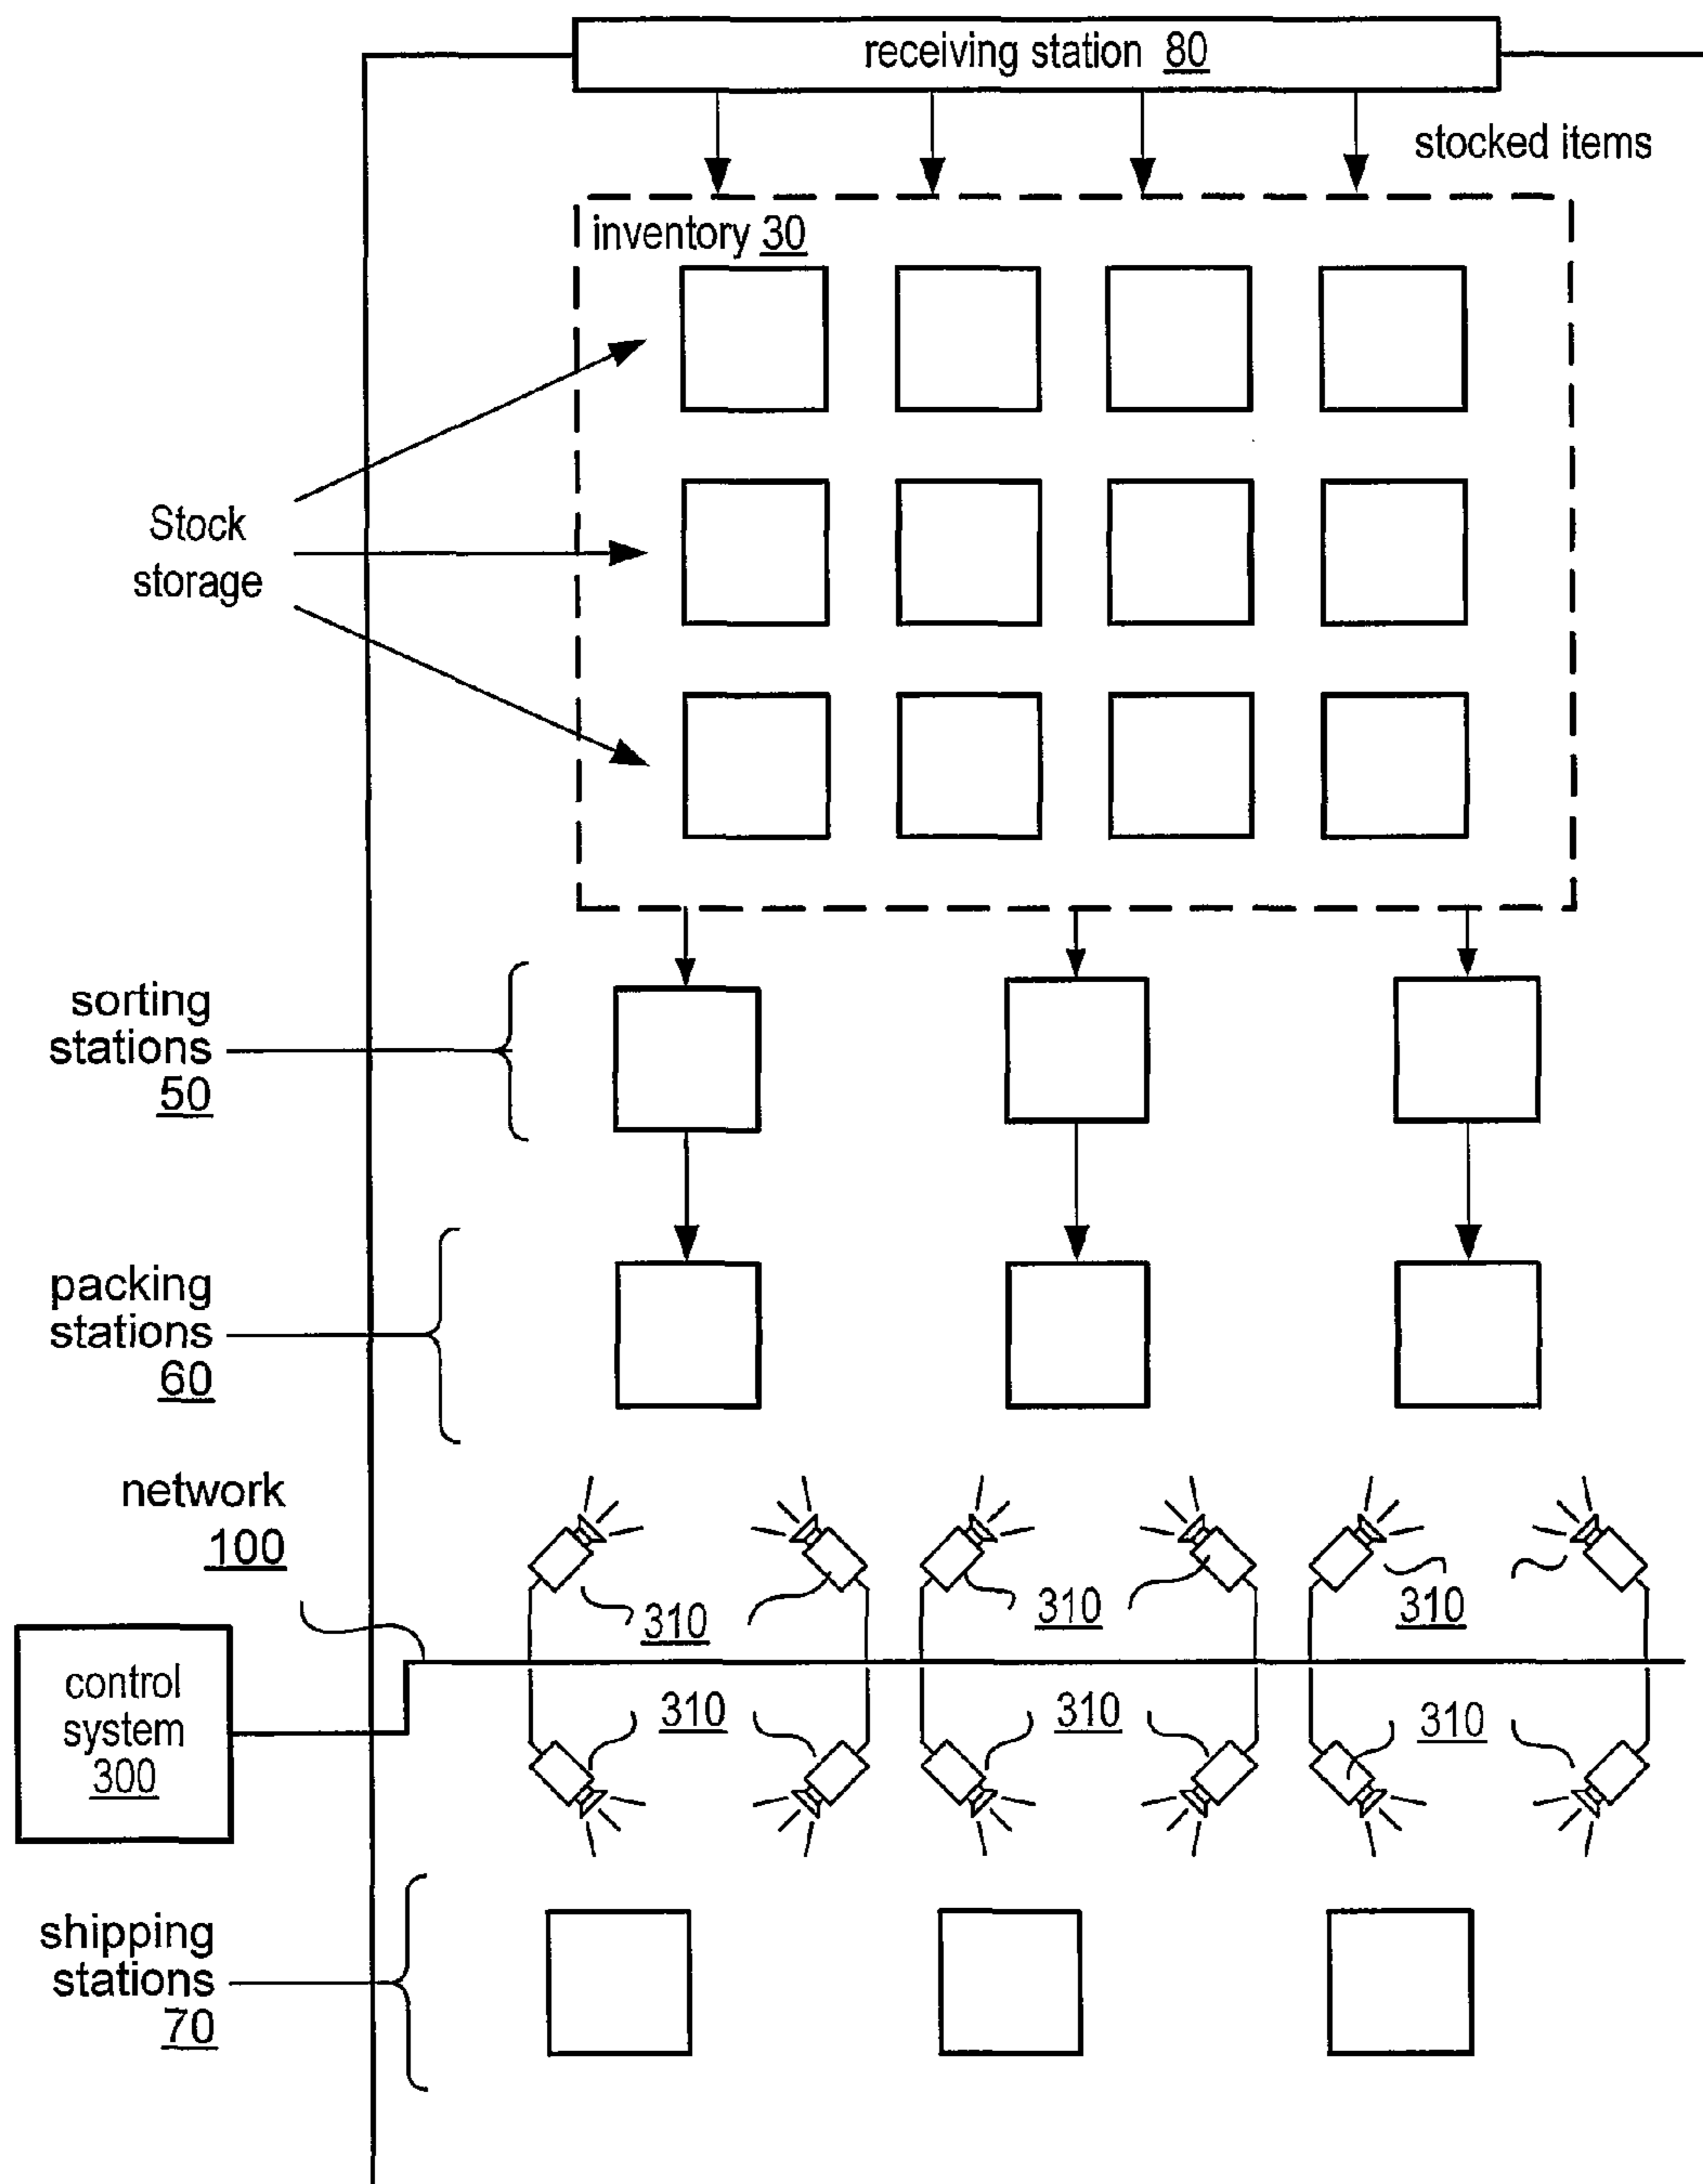 receiving station 80
stocked items
inventory 30
Stock
storage
sorting
stations
50
packing
stations
60
network
100
310
310
310
control
system
300
310
310
310
shipping
stations
70